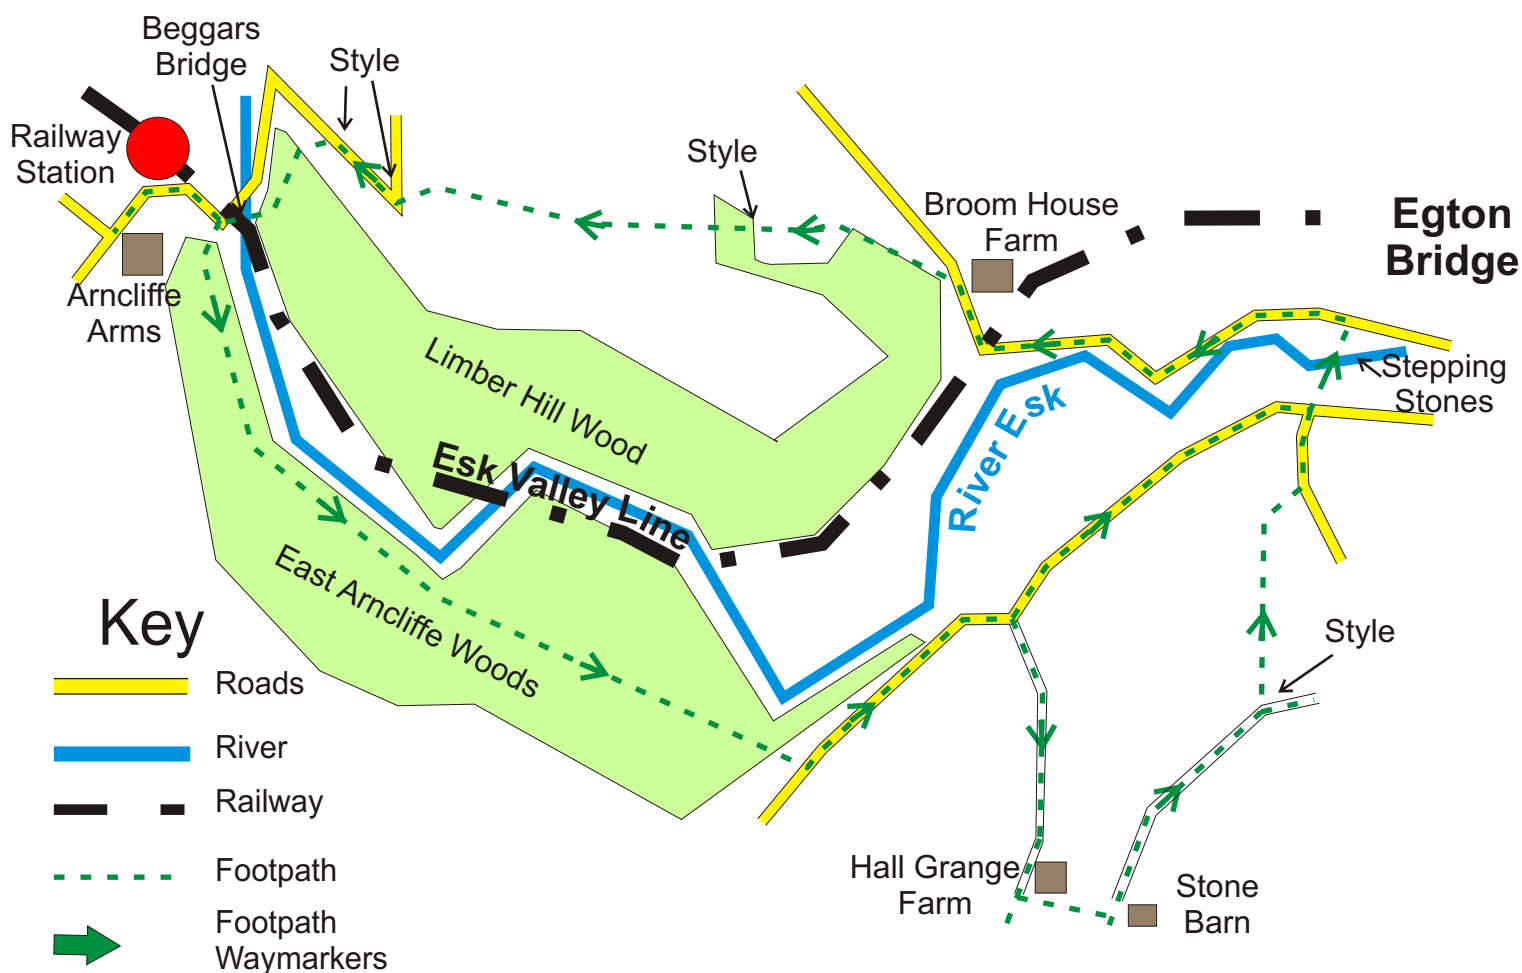 Beggars
Bridge
Style
Railway
Station
Style
Broom House
Farm
Egton
Bridge
Arncliffe
Arms
Limber Hill Wood
Stepping
Stones
River Esk
Esk Valley Line
East Arncliffe Woods
Style
Hall Grange
Farm
Stone
Barn
Key
Roads
River
Railway
Footpath
Footpath
Waymarkers